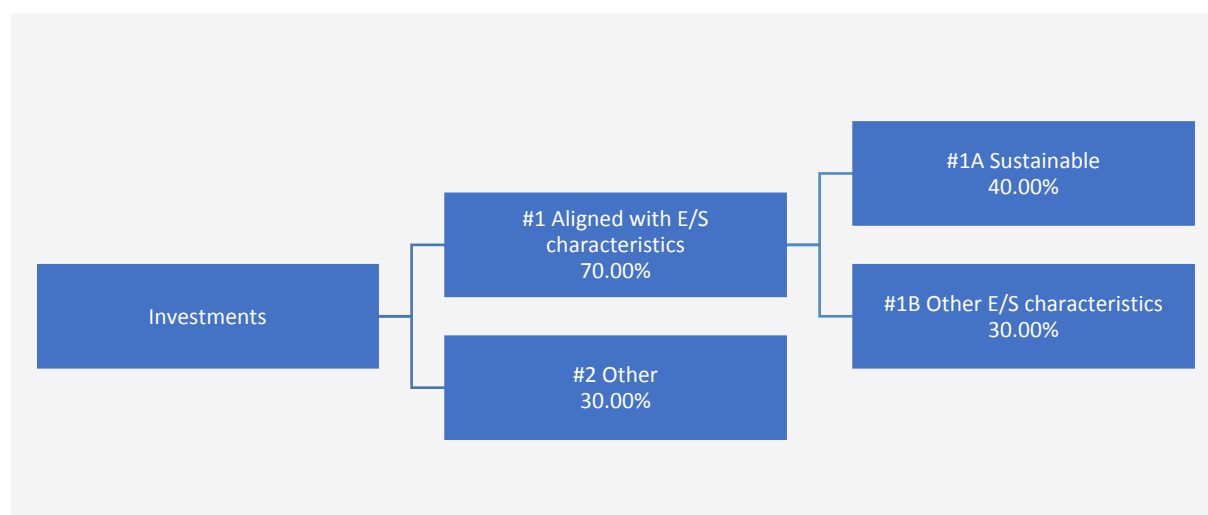 Investments
#1 Aligned with E/S
characteristics
70.00%
#2 Other
30.00%
#1A Sustainable
40.00%
#1B Other E/S characteristics
30.00%